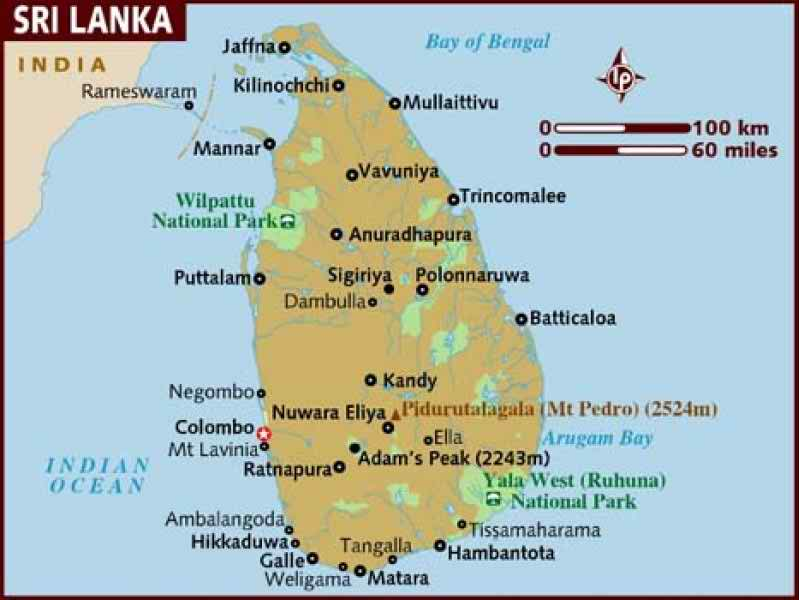 SRI LANKA
INDIA
Rameswaram
Jaffna
Bay of Bengal
Kilinochchi
Mullaittivu
LP
0 100 km
0 60 miles
Mannar
Vavuniya
Trincomalee
Wilpattu
National Park
Anuradhapura
Puttalam
Sigiriya
Polonnaruwa
Dambulla
Batticaloa
Kandy
Negombo
Nuwara Eliya
Pidurutalagala (Mt Pedro) (2524m)
Colombo
Ella
Arugam Bay
Mt Lavinia
Adam's Peak (2243m)
INDIAN
OCEAN
Ratnapura
Yala West (Ruhuna)
National Park
Ambalangoda
Tissamaharama
Hikkaduwa
Tangalla
Hambantota
Galle
Weligama
Matara